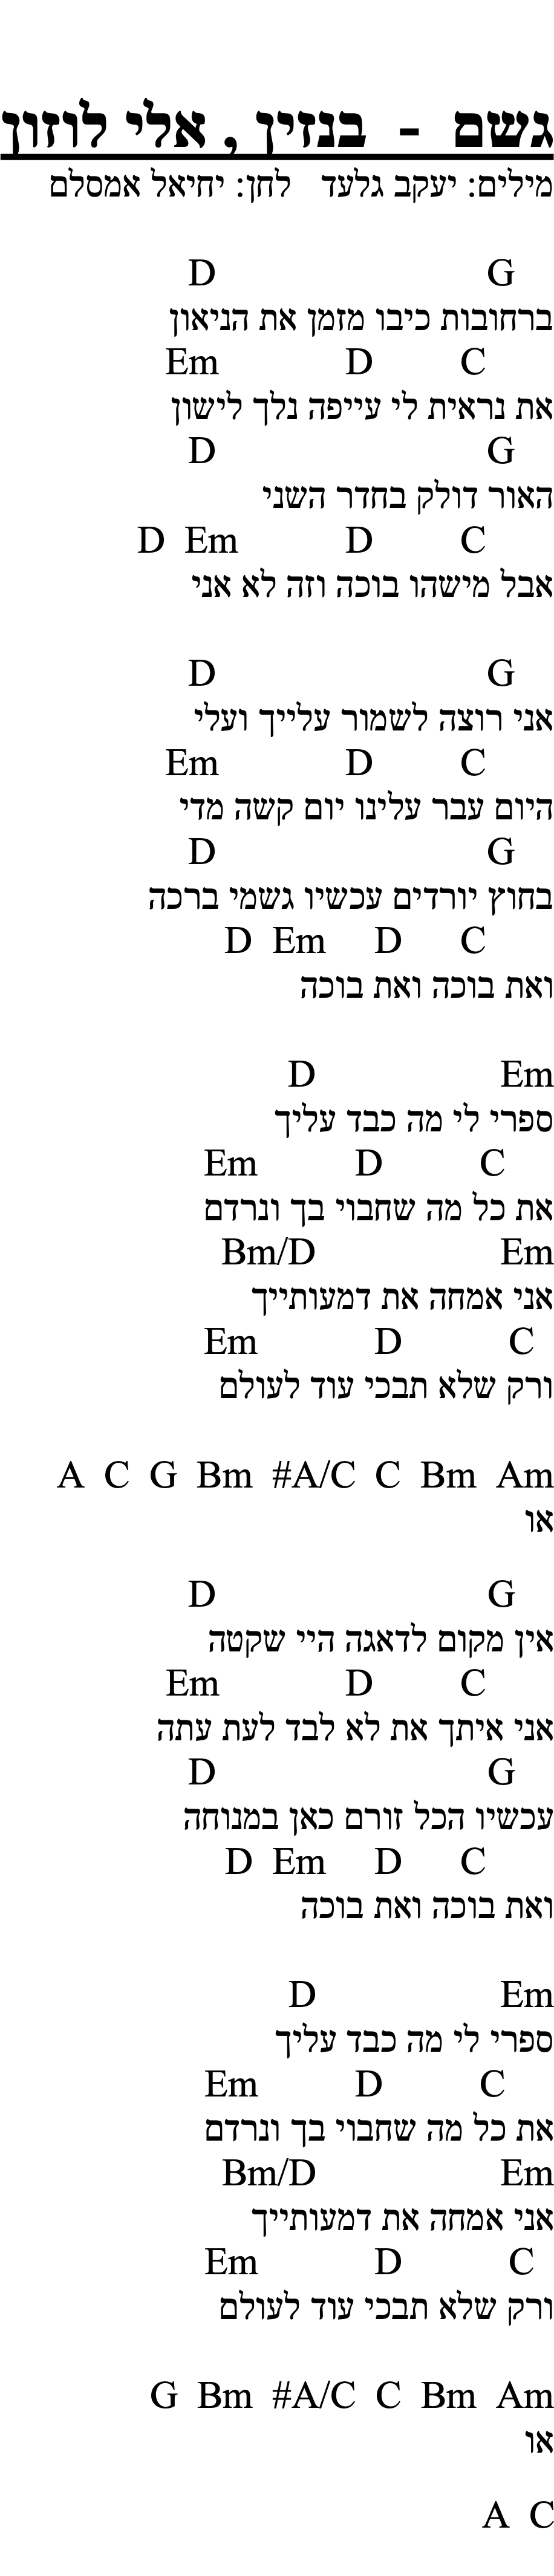 גשם - בנזין , אלי לוזון
מילים: יעקב גלעד   לחן: יחיאל אמסלם
D G
ברחובות כיבו מזמן את הניאון
Em D C
את נראית לי עייפה נלך לישון
D G
האור דולק בחדר השני
D Em D C
אבל מישהו בוכה וזה לא אני
D G
אני רוצה לשמור עלייך ועלי
Em D C
היום עבר עלינו יום קשה מדי
D G
בחוץ יורדים עכשיו גשמי ברכה
D Em D C
ואת בוכה ואת בוכה
D Em
ספרי לי מה כבד עליך
Em D C
את כל מה שחבוי בך ונרדם
Bm/D Em
אני אמחה את דמעותייך
Em D C
ורק שלא תבכי עוד לעולם
A C G Bm #A/C C Bm Am
או
D G
אין מקום לדאגה היי שקטה
Em D C
אני איתך את לא לבד לעת עתה
D G
עכשיו הכל זורם כאן במנוחה
D Em D C
ואת בוכה ואת בוכה
D Em
ספרי לי מה כבד עליך
Em D C
את כל מה שחבוי בך ונרדם
Bm/D Em
אני אמחה את דמעותייך
Em D C
ורק שלא תבכי עוד לעולם
G Bm #A/C C Bm Am
או
A C